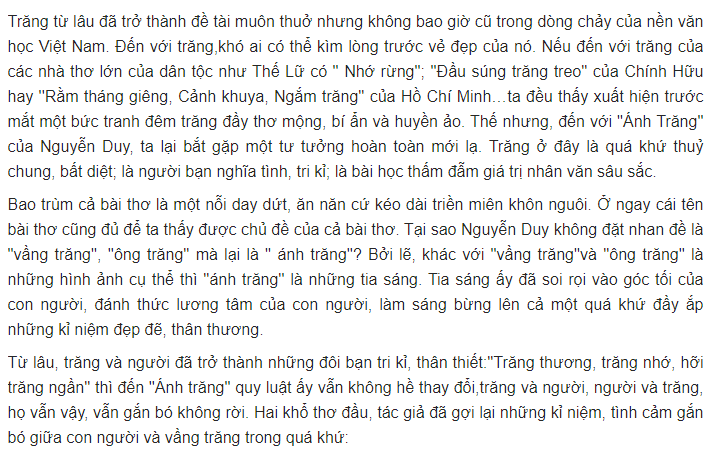 Trăng từ lâu đã trở thành đề tài muôn thuở nhưng không bao giờ cũ trong dòng chảy của nền văn
học Việt Nam. Đến với trăng,khó ai có thể kìm lòng trước vẻ đẹp của nó. Nếu đến với trăng của
các nhà thơ lớn của dân tộc như Thế Lữ có " Nhớ rừng"; "Đầu súng trăng treo" của Chính Hữu
hay "Rằm tháng giêng, Cảnh khuya, Ngắm trăng" của Hồ Chí Minh…ta đều thấy xuất hiện trước
mắt một bức tranh đêm trăng đầy thơ mộng, bí ẩn và huyền ảo. Thế nhưng, đến với "Ánh Trăng"
của Nguyễn Duy, ta lại bắt gặp một tư tưởng hoàn toàn mới lạ. Trăng ở đây là quá khứ thuỷ
chung, bất diệt; là người bạn nghĩa tình, tri kỉ; là bài học thấm đẫm giá trị nhân văn sâu sắc.
Bao trùm cả bài thơ là một nỗi day dứt, ăn năn cứ kéo dài triền miên khôn nguôi. Ở ngay cái tên
bài thơ cũng đủ để ta thấy được chủ đề của cả bài thơ. Tại sao Nguyễn Duy không đặt nhan đề là
"vầng trăng", "ông trăng" mà lại là " ánh trăng"? Bởi lẽ, khác với "vầng trăng"và "ông trăng" là
những hình ảnh cụ thể thì "ánh trăng" là những tia sáng. Tia sáng ấy đã soi rọi vào góc tối của
con người, đánh thức lương tâm của con người, làm sáng bừng lên cả một quá khứ đầy ắp
những kỉ niệm đẹp đẽ, thân thương.
Từ lâu, trăng và người đã trở thành những đôi bạn tri kỉ, thân thiết:"Trăng thương, trăng nhớ, hỡi
trăng ngần" thì đến "Ánh trăng" quy luật ấy vẫn không hề thay đổi,trăng và người, người và trăng,
họ vẫn vậy, vẫn gắn bó không rời. Hai khổ thơ đầu, tác giả đã gợi lại những kỉ niệm, tình cảm gắn
bó giữa con người và vầng trăng trong quá khứ: